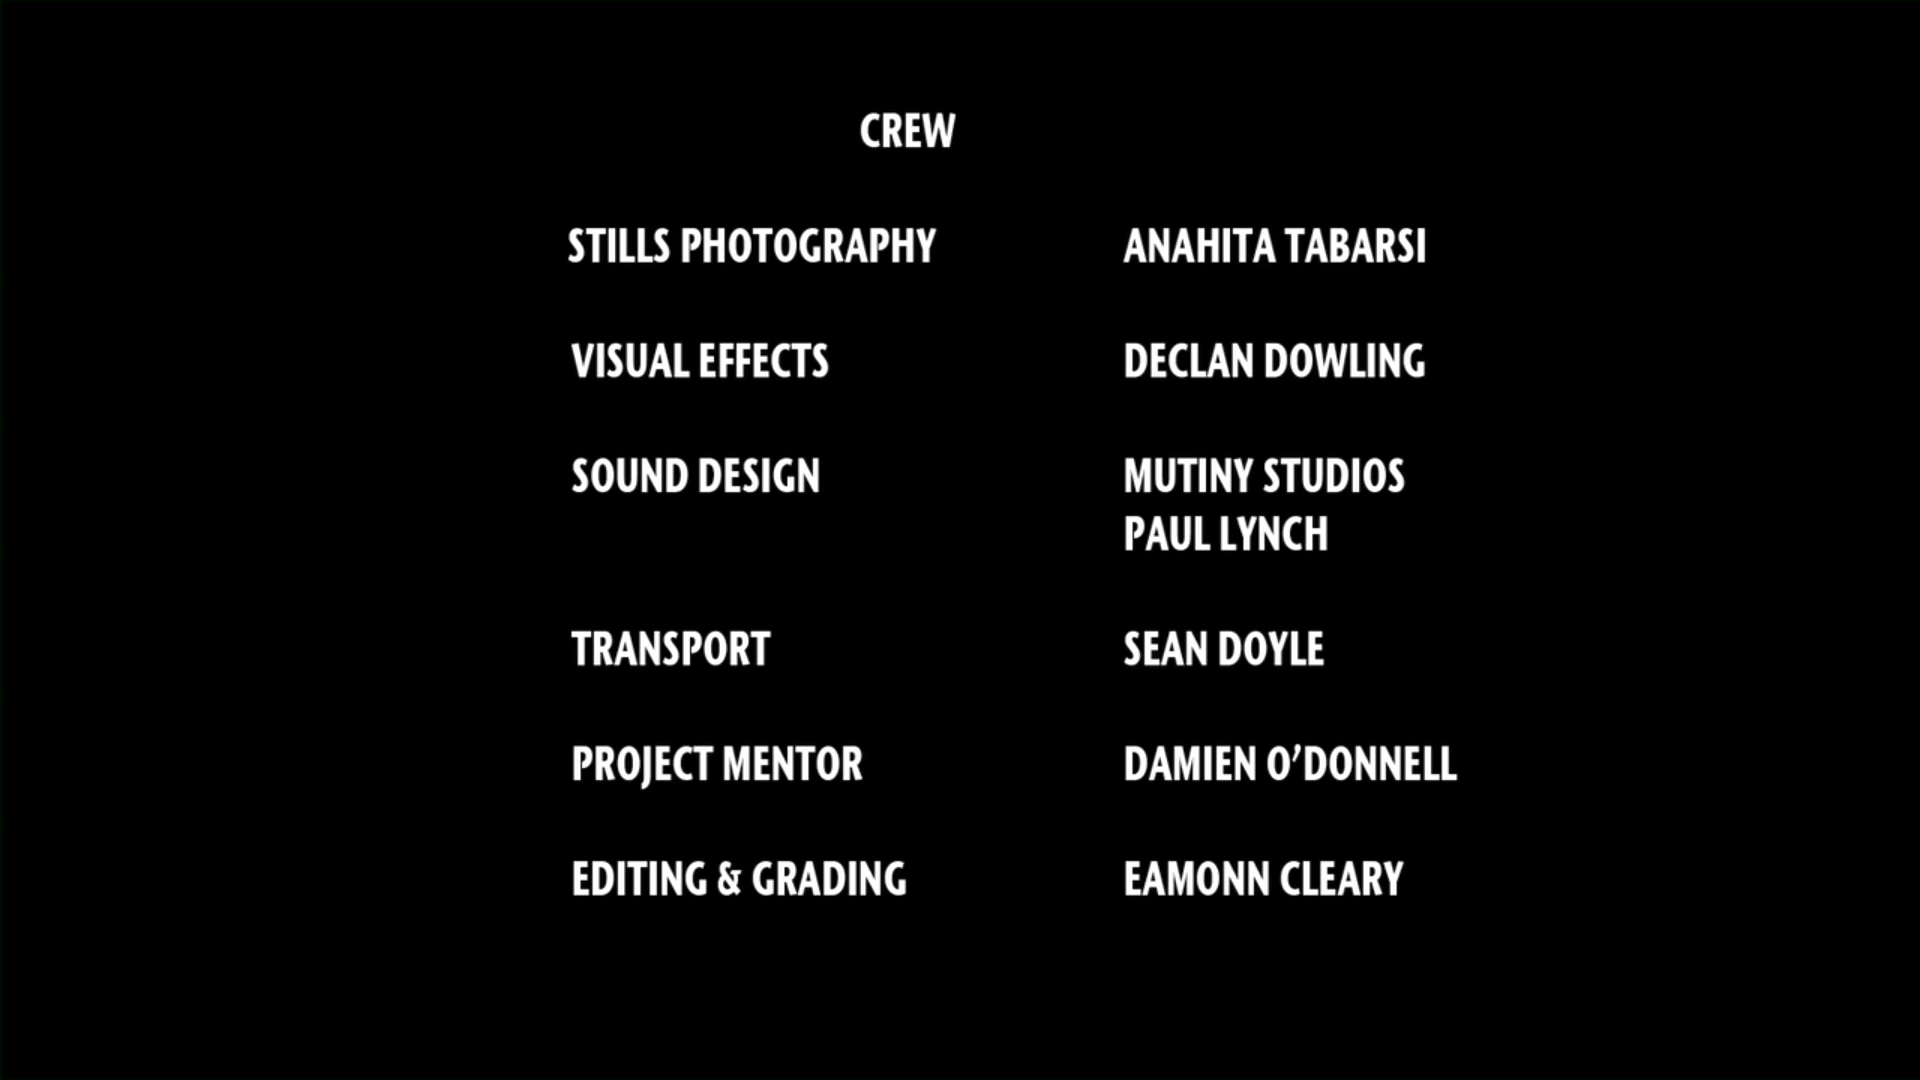 CREW
STILLS PHOTOGRAPHY ANAHITA TABARSI
VISUAL EFFECTS DECLAN DOWLING
SOUND DESIGN MUTINY STUDIOS
PAUL LYNCH
TRANSPORT SEAN DOYLE
PROJECT MENTOR DAMIEN O’DONNELL
EDITING & GRADING EAMONN CLEARY